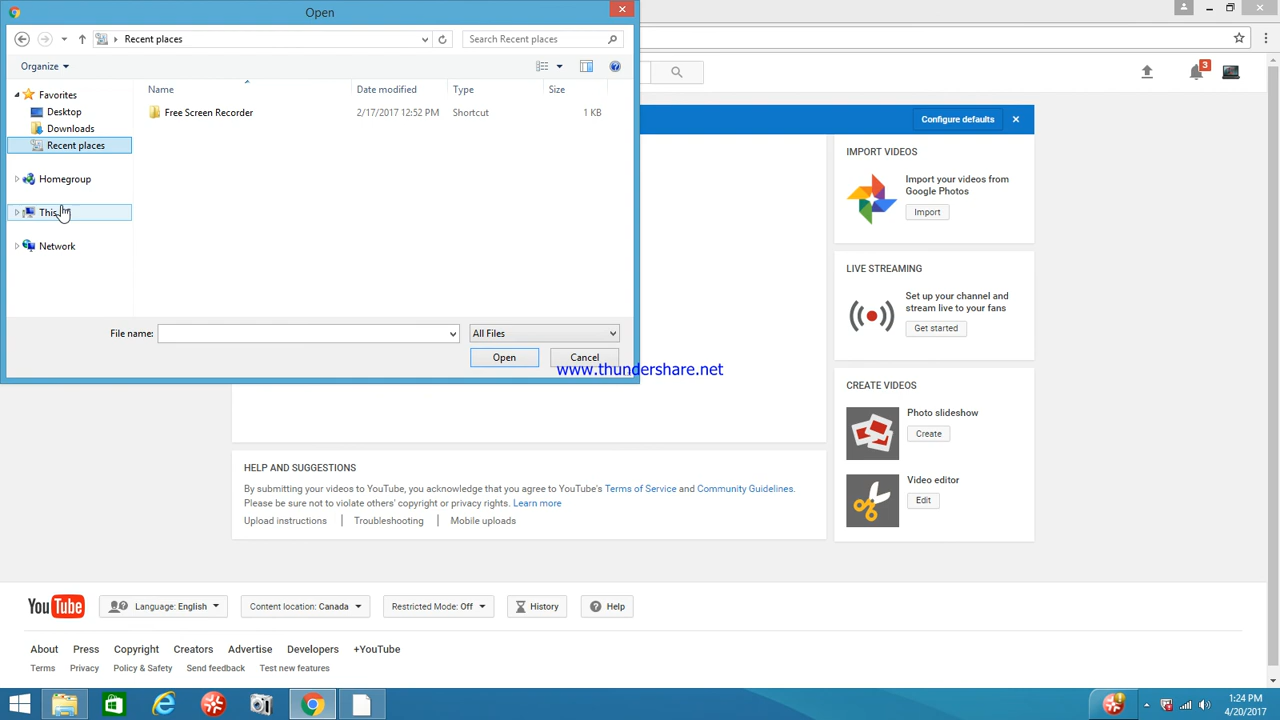 Open
Recent places
Search Recent places
Organize
Favorites
Desktop
Downloads
Recent places
Homegroup
This
Network
Name
Date modified
Type
Size
Free Screen Recorder
2/17/2017 12:52 PM
Shortcut
1 KB
File name:
All Files
Open
Cancel
www.thundershare.net
3
Configure defaults
IMPORT VIDEOS
Import your videos from
Google Photos
Import
LIVE STREAMING
Set up your channel and
stream live to your fans
Get started
CREATE VIDEOS
Photo slideshow
Create
Video editor
Edit
HELP AND SUGGESTIONS
By submitting your videos to YouTube, you acknowledge that you agree to YouTube's Terms of Service and Community Guidelines.
Please be sure not to violate others' copyright or privacy rights. Learn more
Upload instructions
Troubleshooting
Mobile uploads
YouTube
Language: English
Content location: Canada
Restricted Mode: Off
History
Help
About
Press
Copyright
Creators
Advertise
Developers
+YouTube
Terms
Privacy
Policy & Safety
Send feedback
Test new features
1:24 PM
4/20/2017